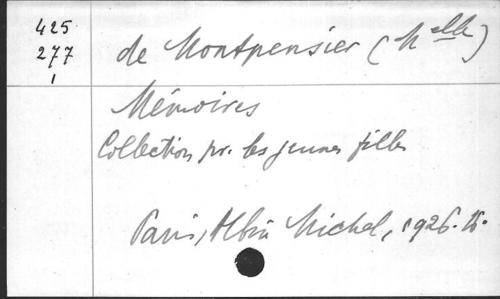 425
277
1
de Montpensier (Melle)
Mémoires
Collection pr. les jeunes filles
Paris, Albin Michel, 1926. 16.